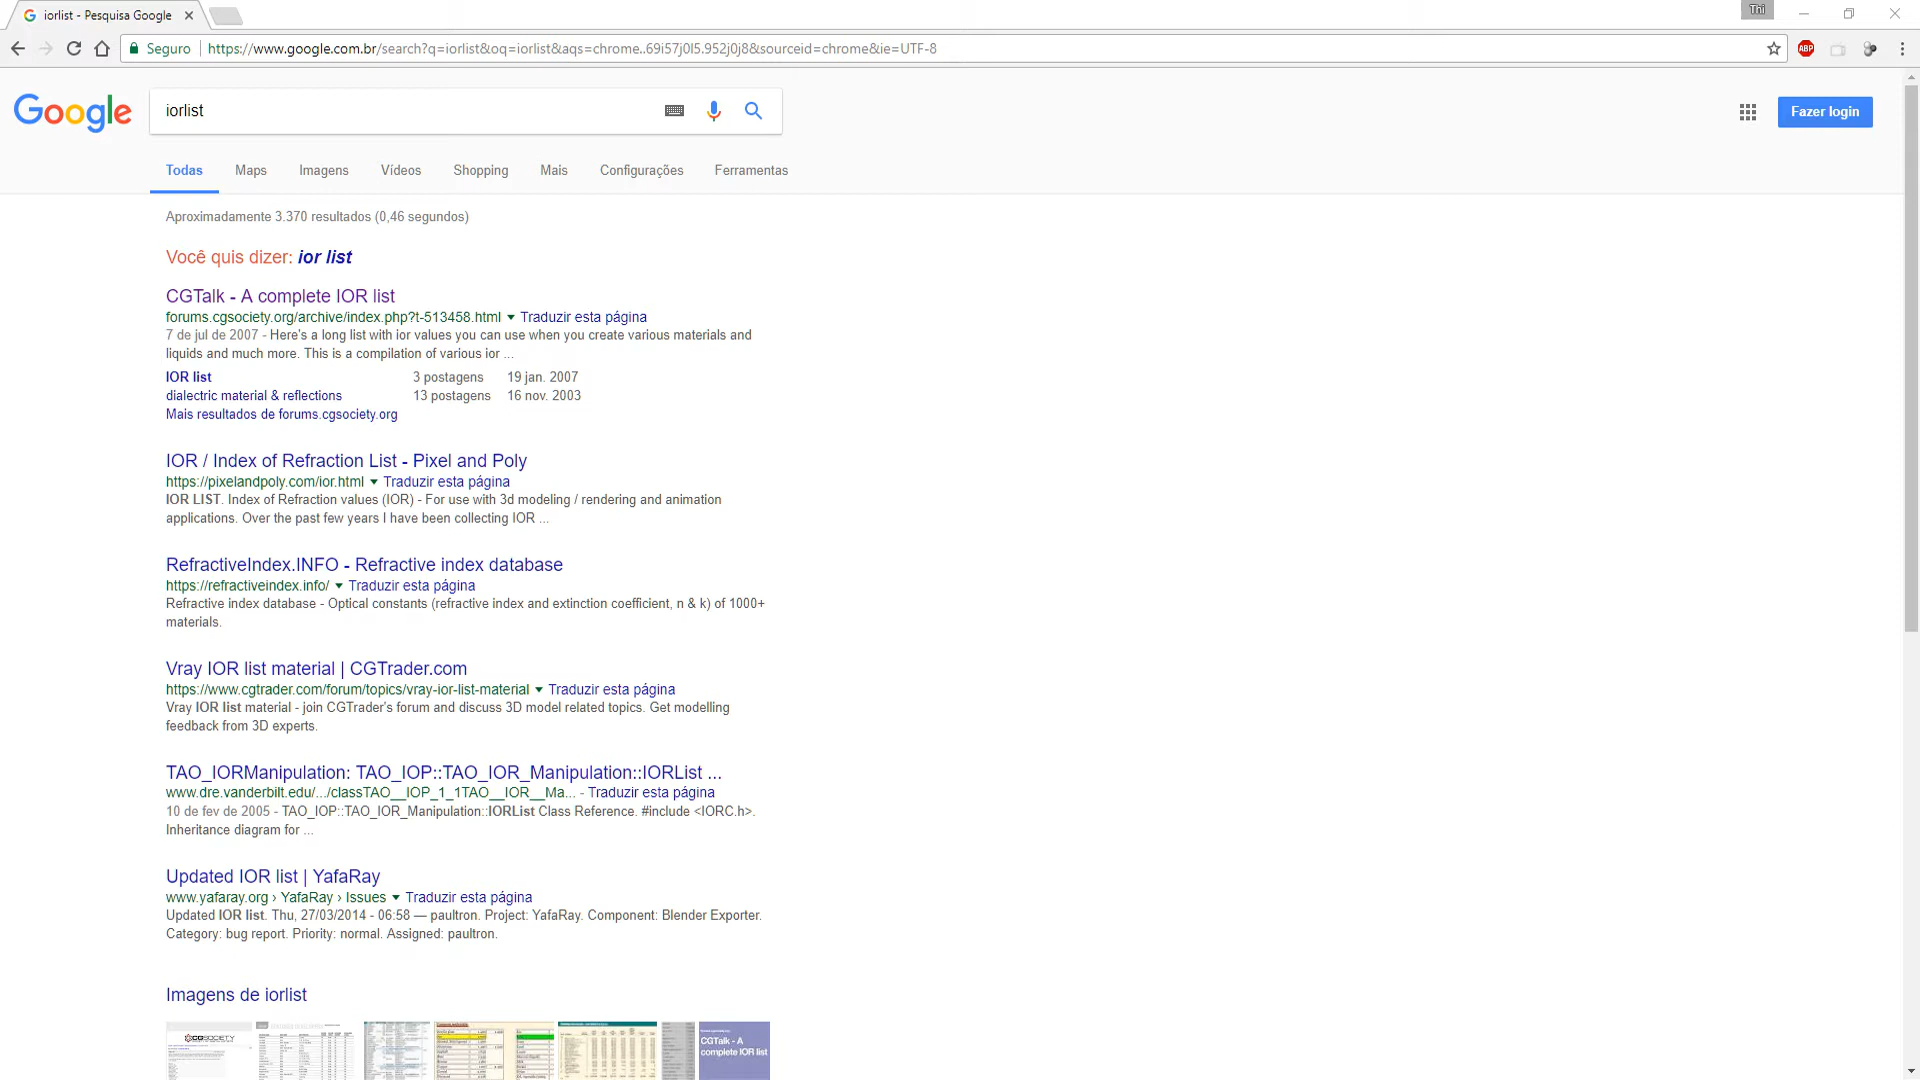 iorlist - Pesquisa Google
Thi
Seguro https://www.google.com.br/search?q=iorlist&oq=iorlist&aqs=chrome..69i57j0l5.952j0j8&sourceid=chrome&ie=UTF-8
ABP
Google
iorlist
Fazer login
Todas Maps Imagens Vídeos Shopping Mais Configurações Ferramentas
Aproximadamente 3.370 resultados (0,46 segundos)
Você quis dizer: ior list
CGTalk - A complete IOR list
forums.cgsociety.org/archive/index.php?t-513458.html Traduzir esta página
7 de jul de 2007 - Here's a long list with ior values you can use when you create various materials and
liquids and much more. This is a compilation of various ior ...
IOR list 3 postagens 19 jan. 2007
dialectric material & reflections 13 postagens 16 nov. 2003
Mais resultados de forums.cgsociety.org
IOR / Index of Refraction List - Pixel and Poly
https://pixelandpoly.com/ior.html Traduzir esta página
IOR LIST. Index of Refraction values (IOR) - For use with 3d modeling / rendering and animation
applications. Over the past few years I have been collecting IOR ...
RefractiveIndex.INFO - Refractive index database
https://refractiveindex.info/ Traduzir esta página
Refractive index database - Optical constants (refractive index and extinction coefficient, n & k) of 1000+
materials.
Vray IOR list material | CGTrader.com
https://www.cgtrader.com/forum/topics/vray-ior-list-material Traduzir esta página
Vray IOR list material - join CGTrader's forum and discuss 3D model related topics. Get modelling
feedback from 3D experts.
TAO_IORManipulation: TAO_IOP::TAO_IOR_Manipulation::IORList ...
www.dre.vanderbilt.edu/.../classTAO__IOP_1_1TAO__IOR__Ma... - Traduzir esta página
10 de fev de 2005 - TAO_IOP::TAO_IOR_Manipulation::IORList Class Reference. #include <IORC.h>.
Inheritance diagram for ...
Updated IOR list | YafaRay
www.yafaray.org › YafaRay › Issues Traduzir esta página
Updated IOR list. Thu, 27/03/2014 - 06:58 — paultron. Project: YafaRay. Component: Blender Exporter.
Category: bug report. Priority: normal. Assigned: paultron.
Imagens de iorlist
CGSOCIETY
CGTalk - A
complete IOR list